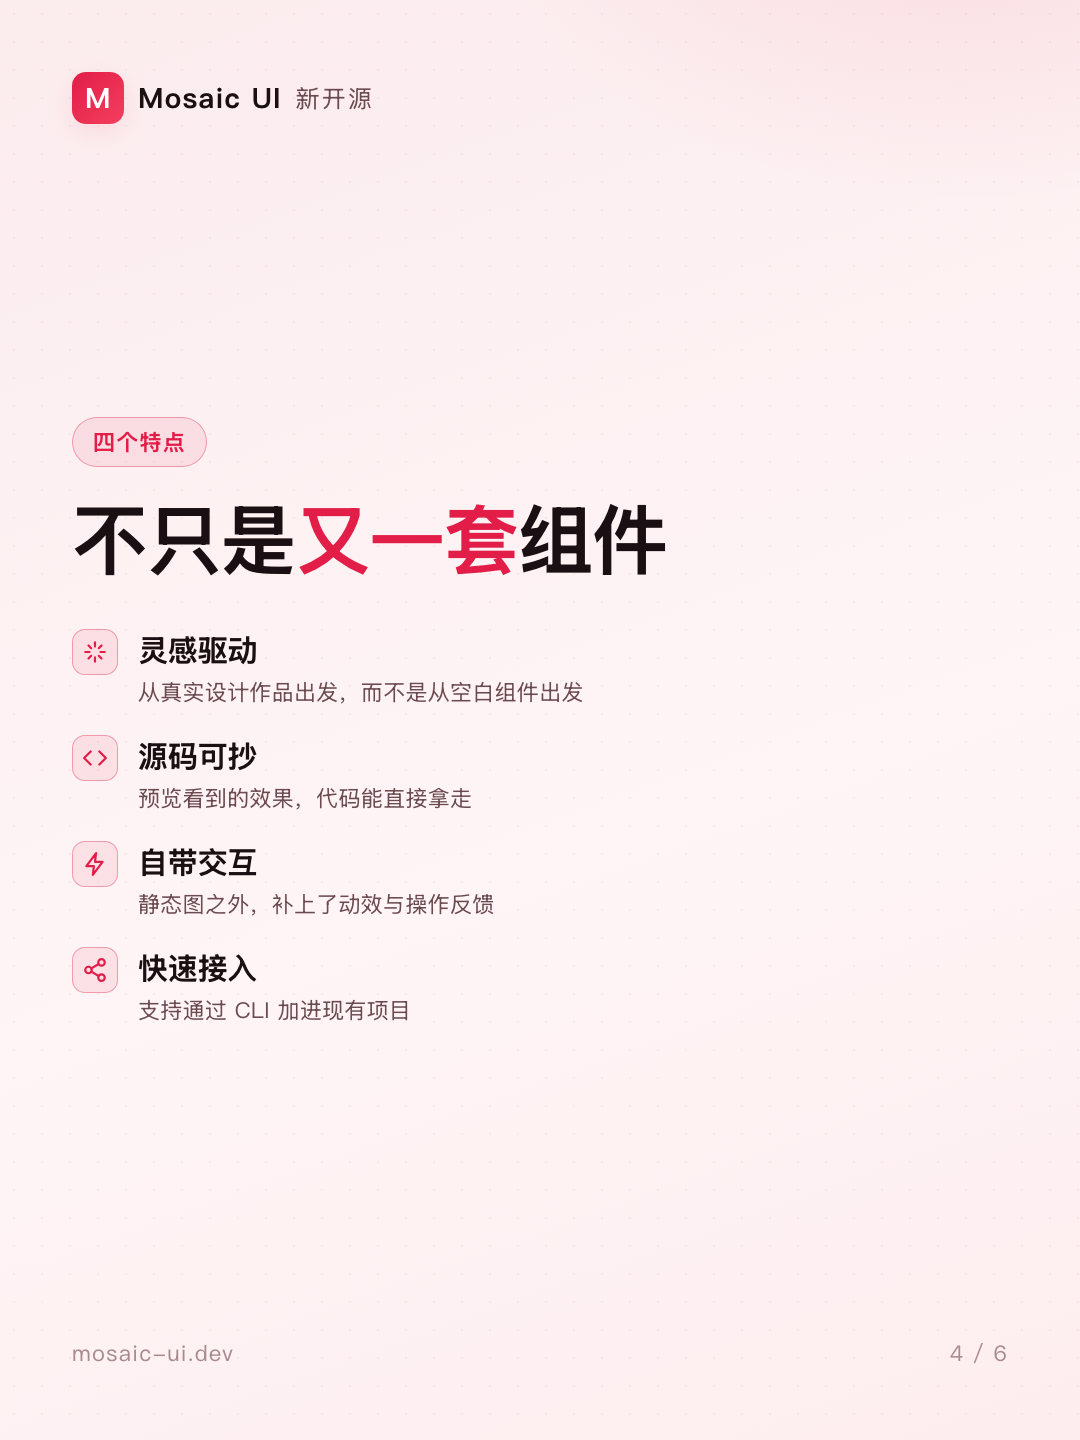 M Mosaic UI 新开源
四个特点
不只是又一套组件
灵感驱动
从真实设计作品出发，而不是从空白组件出发
源码可抄
预览看到的效果，代码能直接拿走
自带交互
静态图之外，补上了动效与操作反馈
快速接入
支持通过 CLI 加进现有项目
mosaic-ui.dev
4 / 6